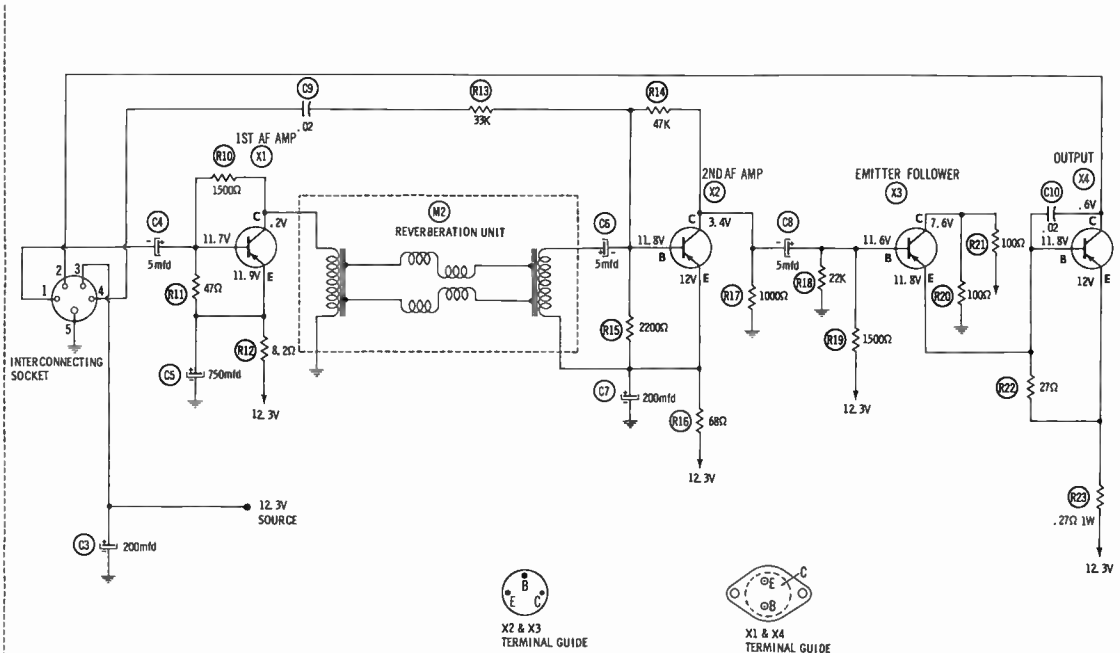 C9
.02
R13
33K
R14
47K
1ST AF AMP
X1
R10
1500Ω
C
.2V
M2
REVERBERATION UNIT
2ND AF AMP
X2
C
3.4V
EMITTER FOLLOWER
X3
C
7.6V
OUTPUT
X4
C10
.6V
C
.02
C4
5mfd
11.7V
11.9V
E
C6
5mfd
11.8V
B
12V
E
C8
5mfd
11.6V
B
11.8V
E
R21
100Ω
R20
100Ω
11.8V
B
12V
E
2
3
1
4
5
INTERCONNECTING
SOCKET
R11
47Ω
R12
8.2Ω
C5
750mfd
12.3V
R15
2200Ω
C7
200mfd
R16
68Ω
12.3V
R17
1000Ω
R18
22K
R19
1500Ω
12.3V
R22
27Ω
R23
.27Ω 1W
12.3V
12.3V
SOURCE
C3
200mfd
B
E
C
X2 & X3
TERMINAL GUIDE
C
E
B
X1 & X4
TERMINAL GUIDE